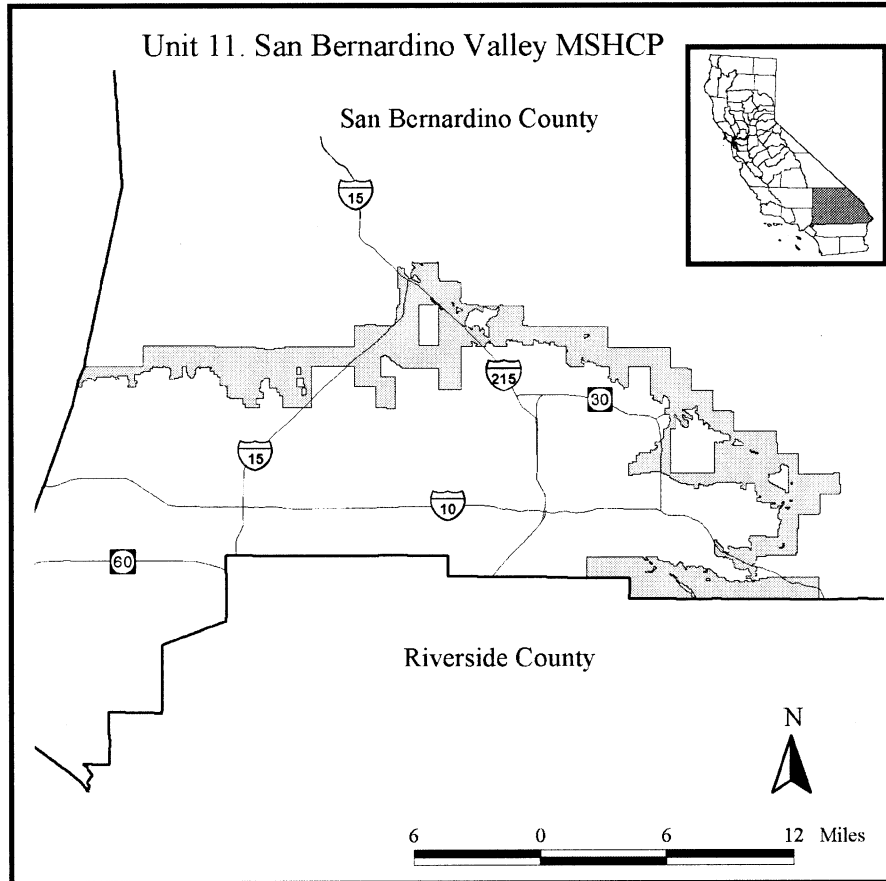 Unit 11. San Bernardino Valley MSHCP
San Bernardino County
15
215
30
15
10
60
Riverside County
N
6 0 6 12 Miles